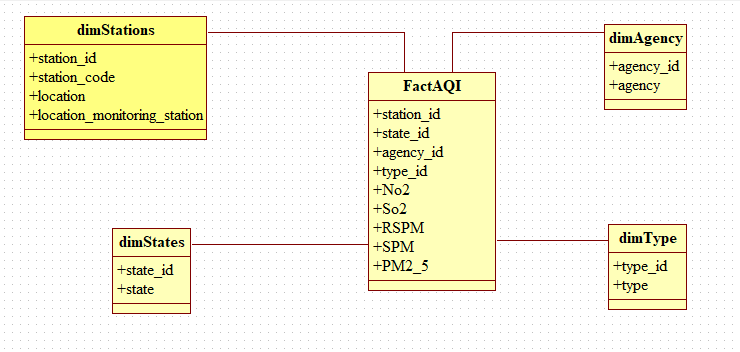 dimStations
+station_id
+station_code
+location
+location_monitoring_station
dimAgency
+agency_id
+agency
FactAQI
+station_id
+state_id
+agency_id
+type_id
+No2
+So2
+RSPM
+SPM
+PM2_5
dimStates
+state_id
+state
dimType
+type_id
+type